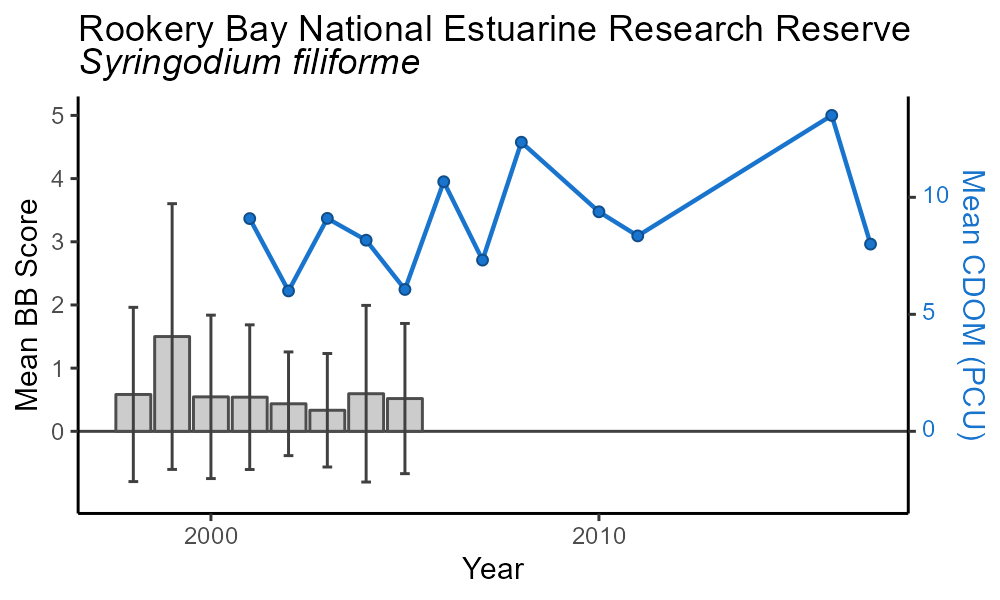 Rookery Bay National Estuarine Research Reserve
Syringodium filiforme
5
4
3
2
1
0
Mean BB Score
10
5
0
Mean CDOM (PCU)
2000
2010
Year